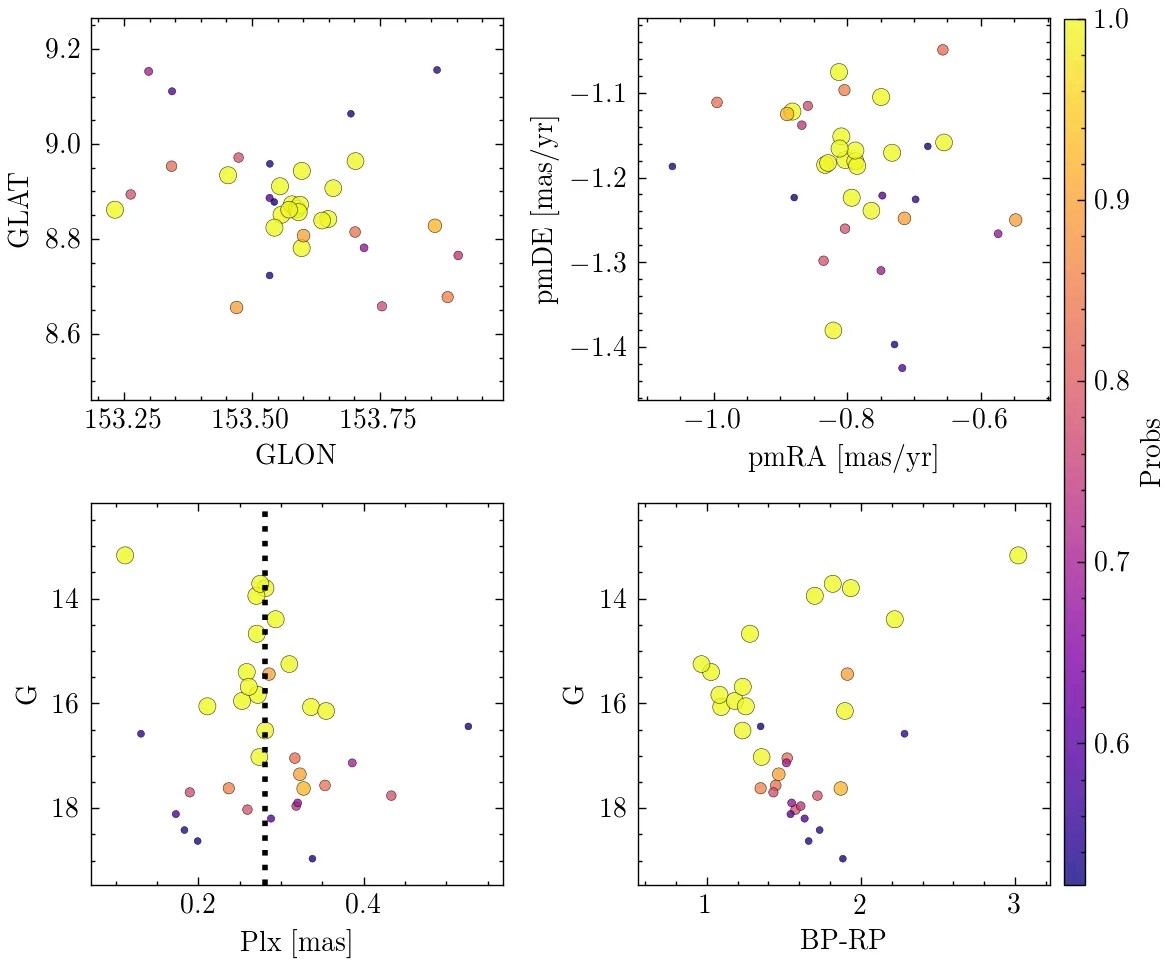 9.2
9.0
8.8
8.6
GLAT
153.25 153.50 153.75
GLON
−1.1
−1.2
−1.3
−1.4
pmDE [mas/yr]
−1.0 −0.8 −0.6
pmRA [mas/yr]
14
16
18
G
0.2 0.4
Plx [mas]
14
16
18
G
1 2 3
BP-RP
1.0
0.9
0.8
0.7
0.6
Probs